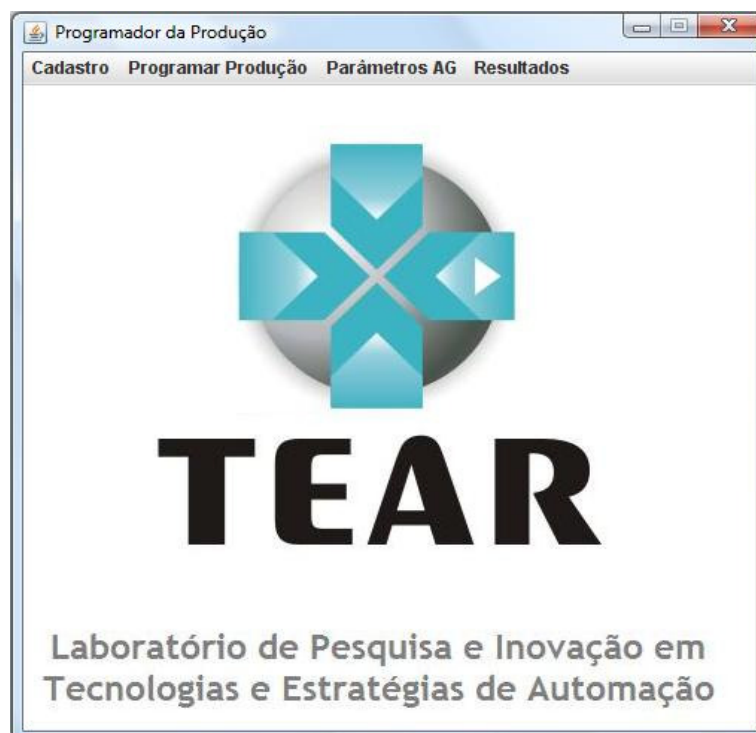 Programador da Produção
Cadastro Programar Produção Parâmetros AG Resultados
TEAR
Laboratório de Pesquisa e Inovação em
Tecnologias e Estratégias de Automação